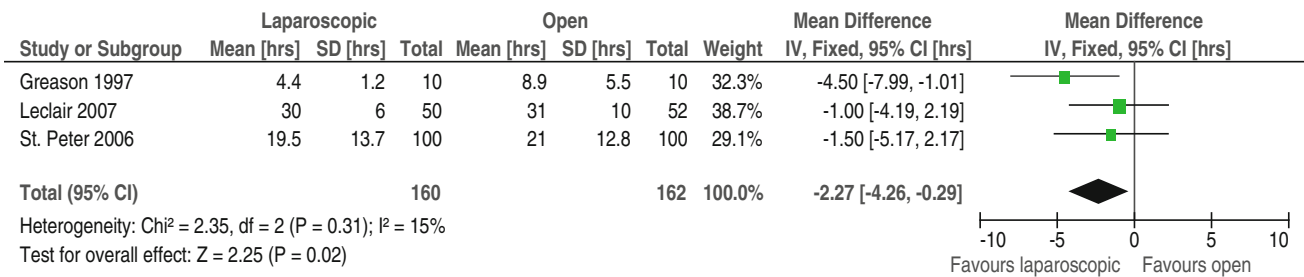 Laparoscopic Open Mean Difference Mean Difference
Study or Subgroup Mean [hrs] SD [hrs] Total Mean [hrs] SD [hrs] Total Weight IV, Fixed, 95% CI [hrs] IV, Fixed, 95% CI [hrs]
Greason 1997 4.4 1.2 10 8.9 5.5 10 32.3% -4.50 [-7.99, -1.01]
Leclair 2007 30 6 50 31 10 52 38.7% -1.00 [-4.19, 2.19]
St. Peter 2006 19.5 13.7 100 21 12.8 100 29.1% -1.50 [-5.17, 2.17]
Total (95% CI) 160 162 100.0% -2.27 [-4.26, -0.29]
Heterogeneity: Chi² = 2.35, df = 2 (P = 0.31); I² = 15%
Test for overall effect: Z = 2.25 (P = 0.02)
-10 -5 0 5 10
Favours laparoscopic Favours open